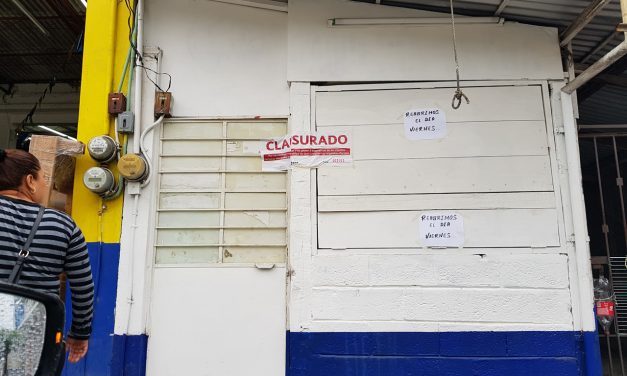 CLAUSURADO
REABRIMOS
EL DIA
VIERNES
REABRIMOS
EL DIA
VIERNES